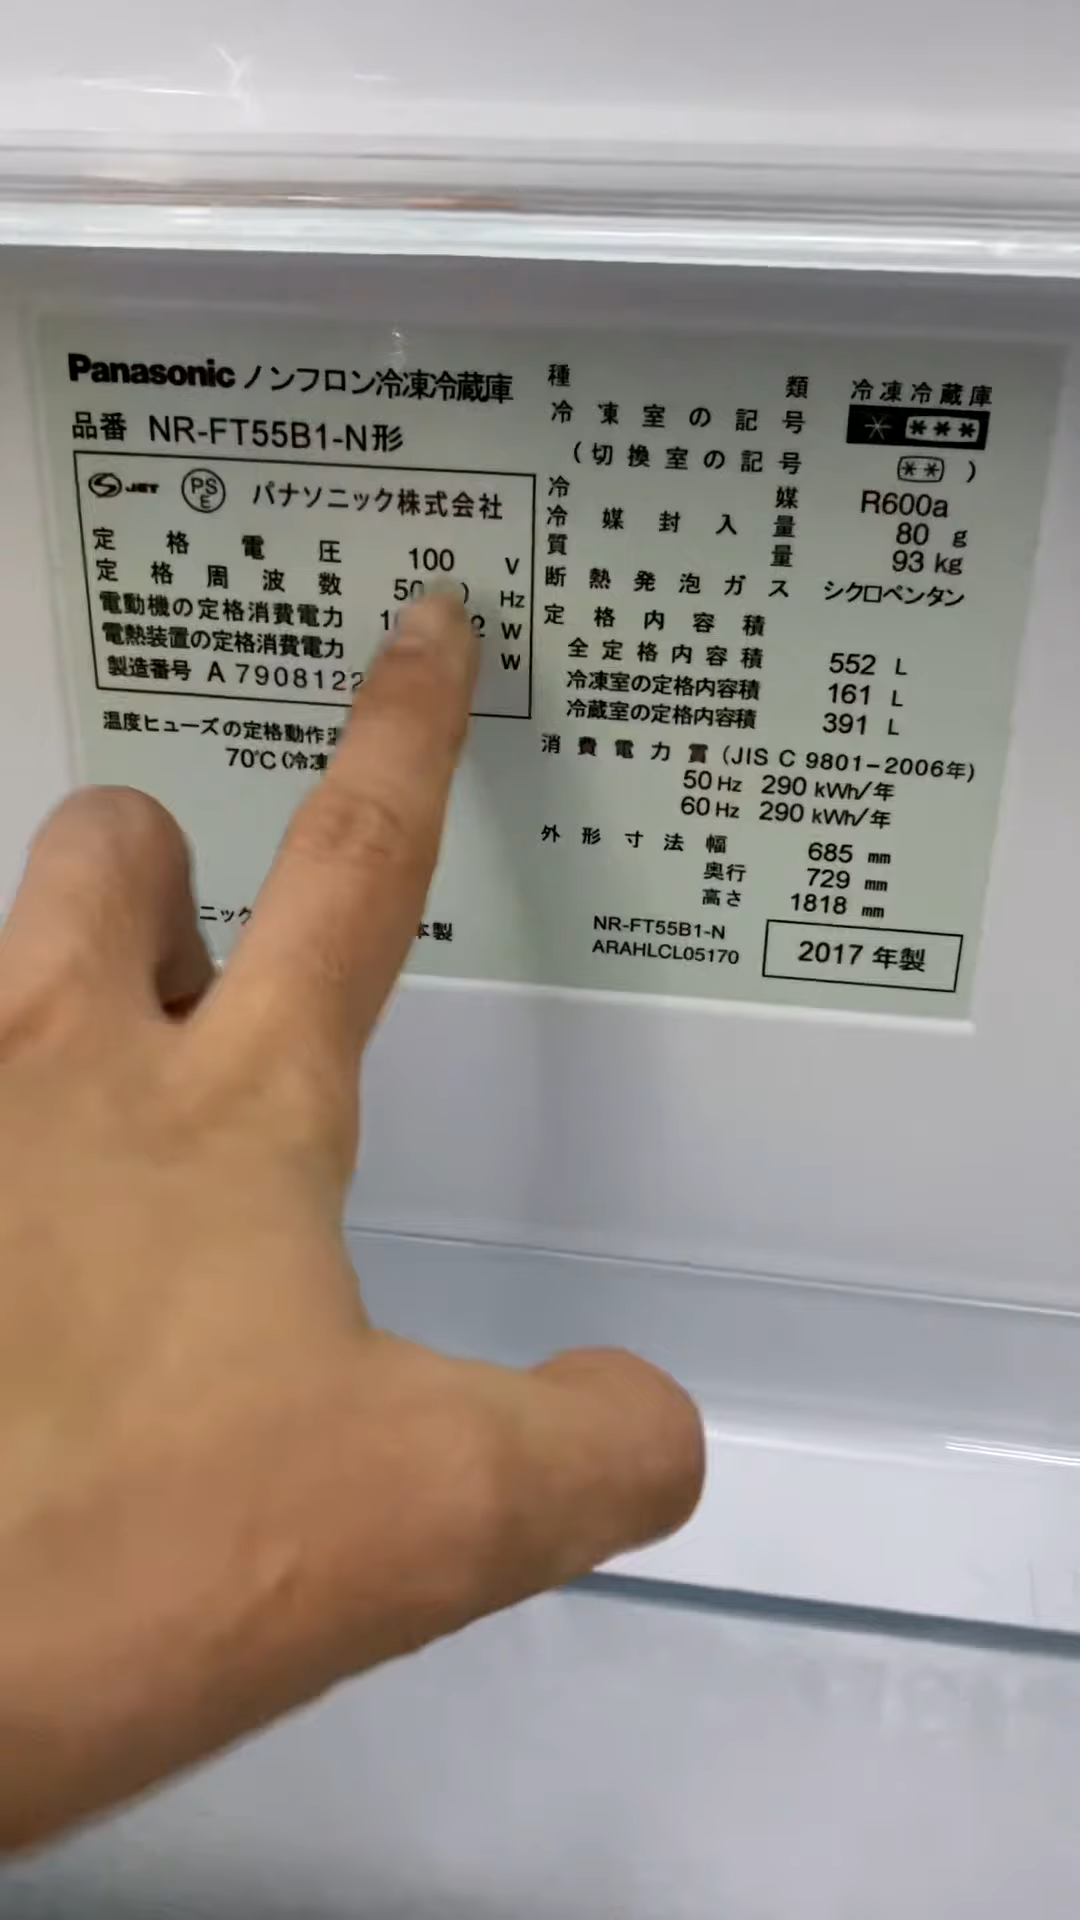 Panasonic ノンフロン冷凍冷蔵庫
品番 NR-FT55B1-N形
JET PSE パナソニック株式会社
定格電圧 100 V
定格周波数 50 Hz
電動機の定格消費電力 W
電熱装置の定格消費電力 W
製造番号 A 7908122
温度ヒューズの定格動作
70℃(冷凍
ニック
本製
種類 冷凍冷蔵庫
冷凍室の記号 * ***
(切換室の記号 ** )
冷媒 R600a
冷媒封入量 80 g
質量 93 kg
断熱発泡ガス シクロペンタン
定格内容積
全定格内容積 552 L
冷凍室の定格内容積 161 L
冷蔵室の定格内容積 391 L
消費電力量 (JIS C 9801-2006年)
50 Hz 290 kWh/年
60 Hz 290 kWh/年
外形寸法 幅 685 mm
奥行 729 mm
高さ 1818 mm
NR-FT55B1-N
ARAHLCL05170
2017 年製